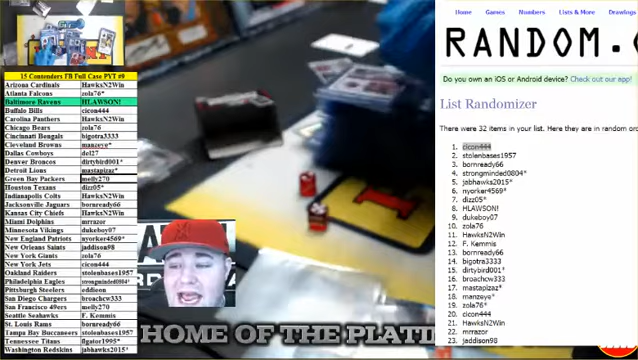 15 Contenders FB Full Case PYT #9
Arizona Cardinals HawksN2Win
Atlanta Falcons zola76*
Baltimore Ravens HLAWSON!
Buffalo Bills cicon444
Carolina Panthers HawksN2Win
Chicago Bears zola76
Cincinnati Bengals bigotra3333
Cleveland Browns manzeye*
Dallas Cowboys del27
Denver Broncos dirtybird001*
Detroit Lions mastapizaz*
Green Bay Packers melly270
Houston Texans dizz05*
Indianapolis Colts HawksN2Win
Jacksonville Jaguars bornready66
Kansas City Chiefs HawksN2Win
Miami Dolphins mrrazor
Minnesota Vikings dukeboy07
New England Patriots nyorker4569*
New Orleans Saints jaddison98
New York Giants zola76
New York Jets cicon444
Oakland Raiders stolenbases1957
Philadelphia Eagles strongminded0804*
Pittsburgh Steelers eddieon
San Diego Chargers broachcw333
San Francisco 49ers melly270
Seattle Seahawks F. Kemmis
St. Louis Rams bornready66
Tampa Bay Buccaneers stolenbases1957
Tennessee Titans flgator1995*
Washington Redskins jabhawks2015*
HOME OF THE PLATI
Home Games Numbers Lists & More Drawings
RANDOM.
Do you own an iOS or Android device? Check out our app!
List Randomizer
There were 32 items in your list. Here they are in random or
1. cicon444
2. stolenbases1957
3. bornready66
4. strongminded0804*
5. jabhawks2015*
6. nyorker4569*
7. dizz05*
8. HLAWSON!
9. dukeboy07
10. zola76
11. HawksN2Win
12. F. Kemmis
13. bornready66
14. bigotra3333
15. dirtybird001*
16. broachcw333
17. mastapizaz*
18. manzeye*
19. zola76*
20. cicon444
21. HawksN2Win
22. mrrazor
23. jaddison98